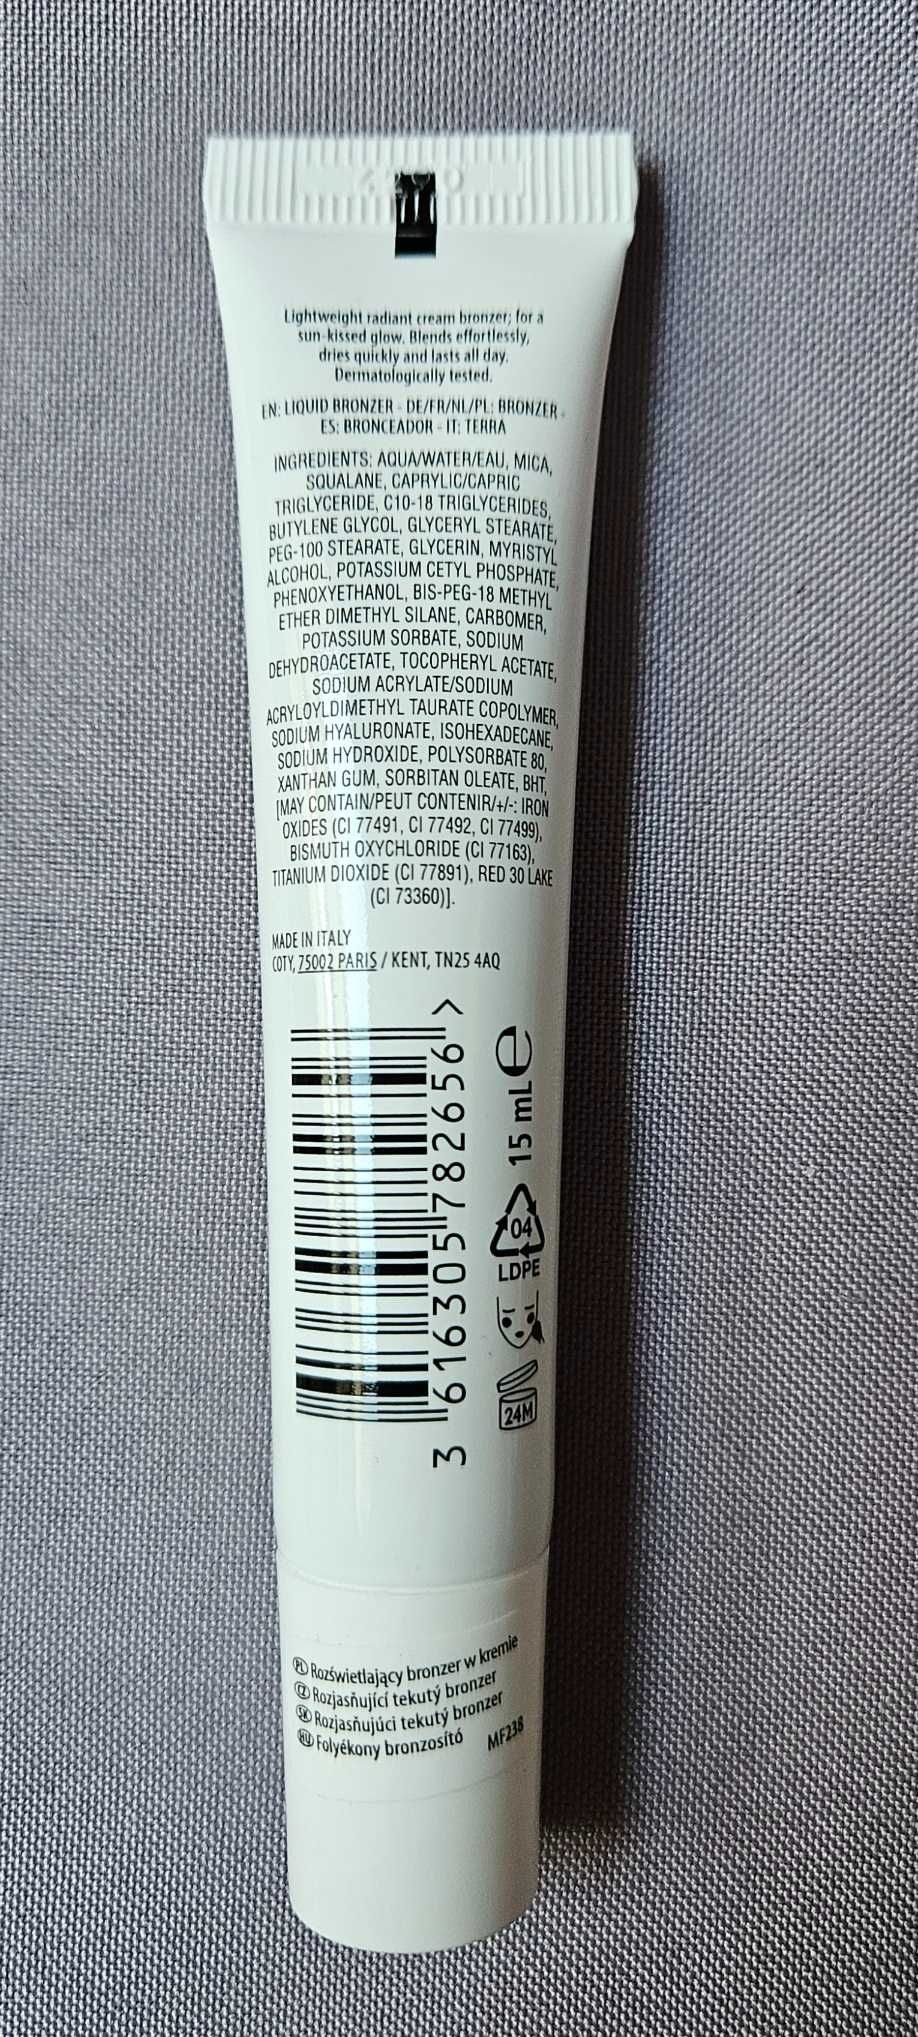 Lightweight radiant cream bronzer; for a
sun-kissed glow. Blends effortlessly,
dries quickly and lasts all day.
Dermatologically tested.
EN: LIQUID BRONZER - DE/FR/NL/PL: BRONZER -
ES: BRONCEADOR - IT: TERRA
INGREDIENTS: AQUA/WATER/EAU, MICA,
SQUALANE, CAPRYLIC/CAPRIC
TRIGLYCERIDE, C10-18 TRIGLYCERIDES,
BUTYLENE GLYCOL, GLYCERYL STEARATE,
PEG-100 STEARATE, GLYCERIN, MYRISTYL
ALCOHOL, POTASSIUM CETYL PHOSPHATE,
PHENOXYETHANOL, BIS-PEG-18 METHYL
ETHER DIMETHYL SILANE, CARBOMER,
POTASSIUM SORBATE, SODIUM
DEHYDROACETATE, TOCOPHERYL ACETATE,
SODIUM ACRYLATE/SODIUM
ACRYLOYLDIMETHYL TAURATE COPOLYMER,
SODIUM HYALURONATE, ISOHEXADECANE,
SODIUM HYDROXIDE, POLYSORBATE 80,
XANTHAN GUM, SORBITAN OLEATE, BHT,
[MAY CONTAIN/PEUT CONTENIR/+/-: IRON
OXIDES (CI 77491, CI 77492, CI 77499),
BISMUTH OXYCHLORIDE (CI 77163),
TITANIUM DIOXIDE (CI 77891), RED 30 LAKE
(CI 73360)].
MADE IN ITALY
COTY, 75002 PARIS / KENT, TN25 4AQ
3 616305 782656 >
24M
04
LDPE
15 mL e
PL Rozświetlający bronzer w kremie
CZ Rozjasňující tekutý bronzer
SK Rozjasňujúci tekutý bronzer
HU Folyékony bronzosító
MF238